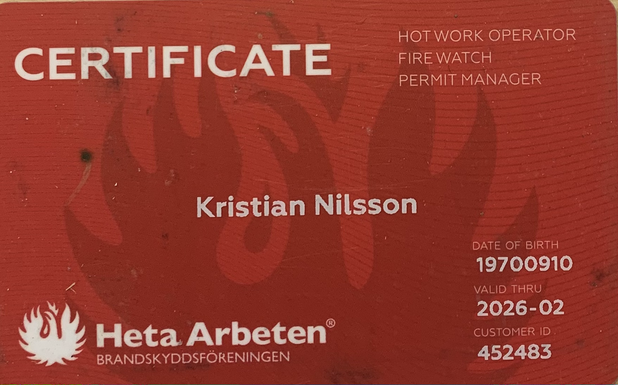 CERTIFICATE
HOT WORK OPERATOR
FIRE WATCH
PERMIT MANAGER
Kristian Nilsson
DATE OF BIRTH
19700910
VALID THRU
2026-02
CUSTOMER ID
452483
Heta Arbeten®
BRANDSKYDDSFÖRENINGEN